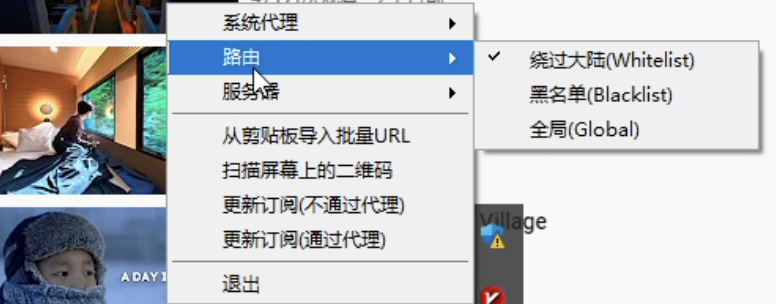 系统代理
路由
服务器
从剪贴板导入批量URL
扫描屏幕上的二维码
更新订阅(不通过代理)
更新订阅(通过代理)
退出
绕过大陆(Whitelist)
黑名单(Blacklist)
全局(Global)
Village
A DAY I